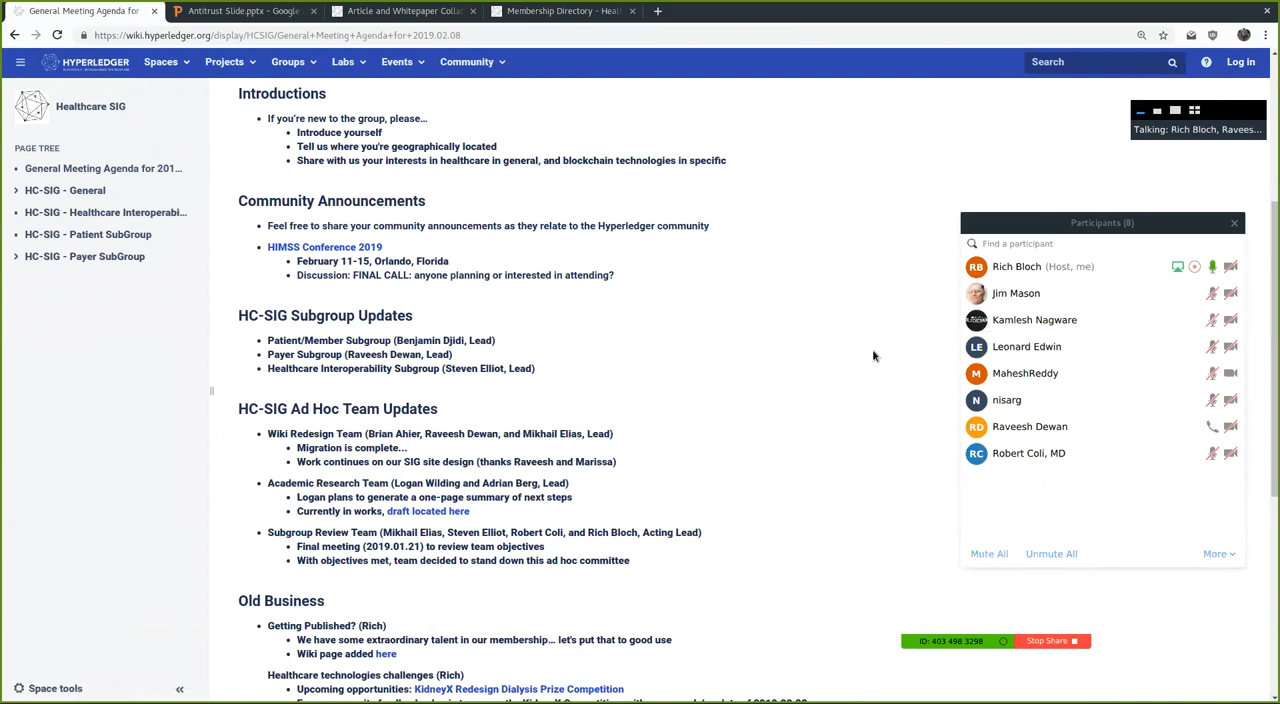 General Meeting Agenda for
Antitrust Slide.pptx - Google
Article and Whitepaper Colla
Membership Directory - Heal
https://wiki.hyperledger.org/display/HCSIG/General+Meeting+Agenda+for+2019.02.08
HYPERLEDGER
Spaces
Projects
Groups
Labs
Events
Community
Search
Log in
Healthcare SIG
PAGE TREE
General Meeting Agenda for 201...
HC-SIG - General
HC-SIG - Healthcare Interoperabi...
HC-SIG - Patient SubGroup
HC-SIG - Payer SubGroup
Space tools
Introductions
If you're new to the group, please...
Introduce yourself
Tell us where you're geographically located
Share with us your interests in healthcare in general, and blockchain technologies in specific
Community Announcements
Feel free to share your community announcements as they relate to the Hyperledger community
HIMSS Conference 2019
February 11-15, Orlando, Florida
Discussion: FINAL CALL: anyone planning or interested in attending?
HC-SIG Subgroup Updates
Patient/Member Subgroup (Benjamin Djidi, Lead)
Payer Subgroup (Raveesh Dewan, Lead)
Healthcare Interoperability Subgroup (Steven Elliot, Lead)
HC-SIG Ad Hoc Team Updates
Wiki Redesign Team (Brian Ahier, Raveesh Dewan, and Mikhail Elias, Lead)
Migration is complete...
Work continues on our SIG site design (thanks Raveesh and Marissa)
Academic Research Team (Logan Wilding and Adrian Berg, Lead)
Logan plans to generate a one-page summary of next steps
Currently in works, draft located here
Subgroup Review Team (Mikhail Elias, Steven Elliot, Robert Coli, and Rich Bloch, Acting Lead)
Final meeting (2019.01.21) to review team objectives
With objectives met, team decided to stand down this ad hoc committee
Old Business
Getting Published? (Rich)
We have some extraordinary talent in our membership... let's put that to good use
Wiki page added here
Healthcare technologies challenges (Rich)
Upcoming opportunities: KidneyX Redesign Dialysis Prize Competition
Talking: Rich Bloch, Ravees...
Participants (8)
Find a participant
RB Rich Bloch (Host, me)
Jim Mason
Kamlesh Nagware
LE Leonard Edwin
M MaheshReddy
N nisarg
RD Raveesh Dewan
RC Robert Coli, MD
Mute All
Unmute All
More
ID: 403 498 3298
Stop Share